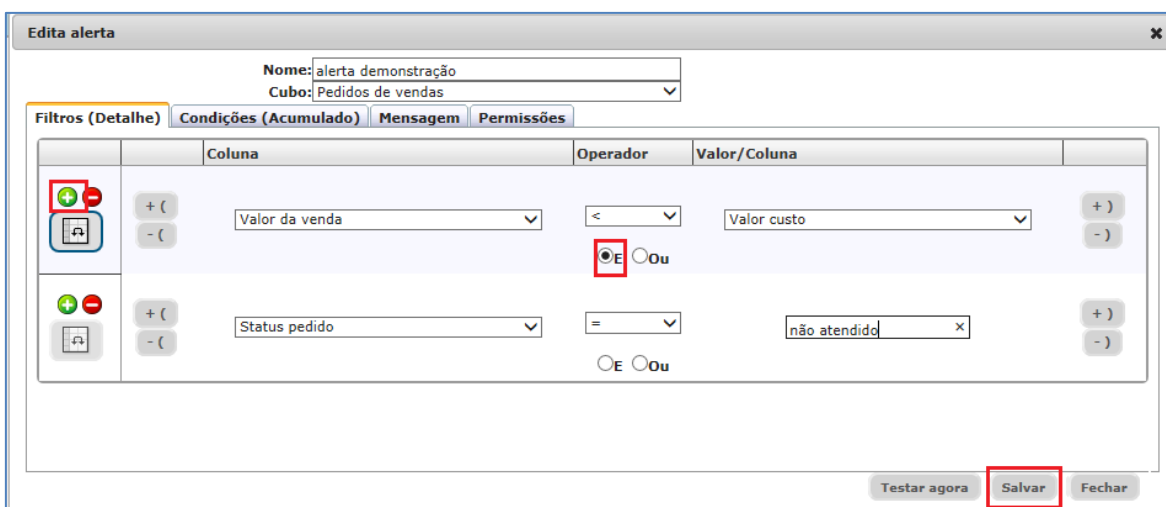 Edita alerta
Nome: alerta demonstração
Cubo: Pedidos de vendas
Filtros (Detalhe) Condições (Acumulado) Mensagem Permissões
Coluna Operador Valor/Coluna
+ ( Valor da venda < Valor custo + )
- ( - )
E Ou
+ ( Status pedido = não atendido × + )
- ( - )
E Ou
Testar agora Salvar Fechar